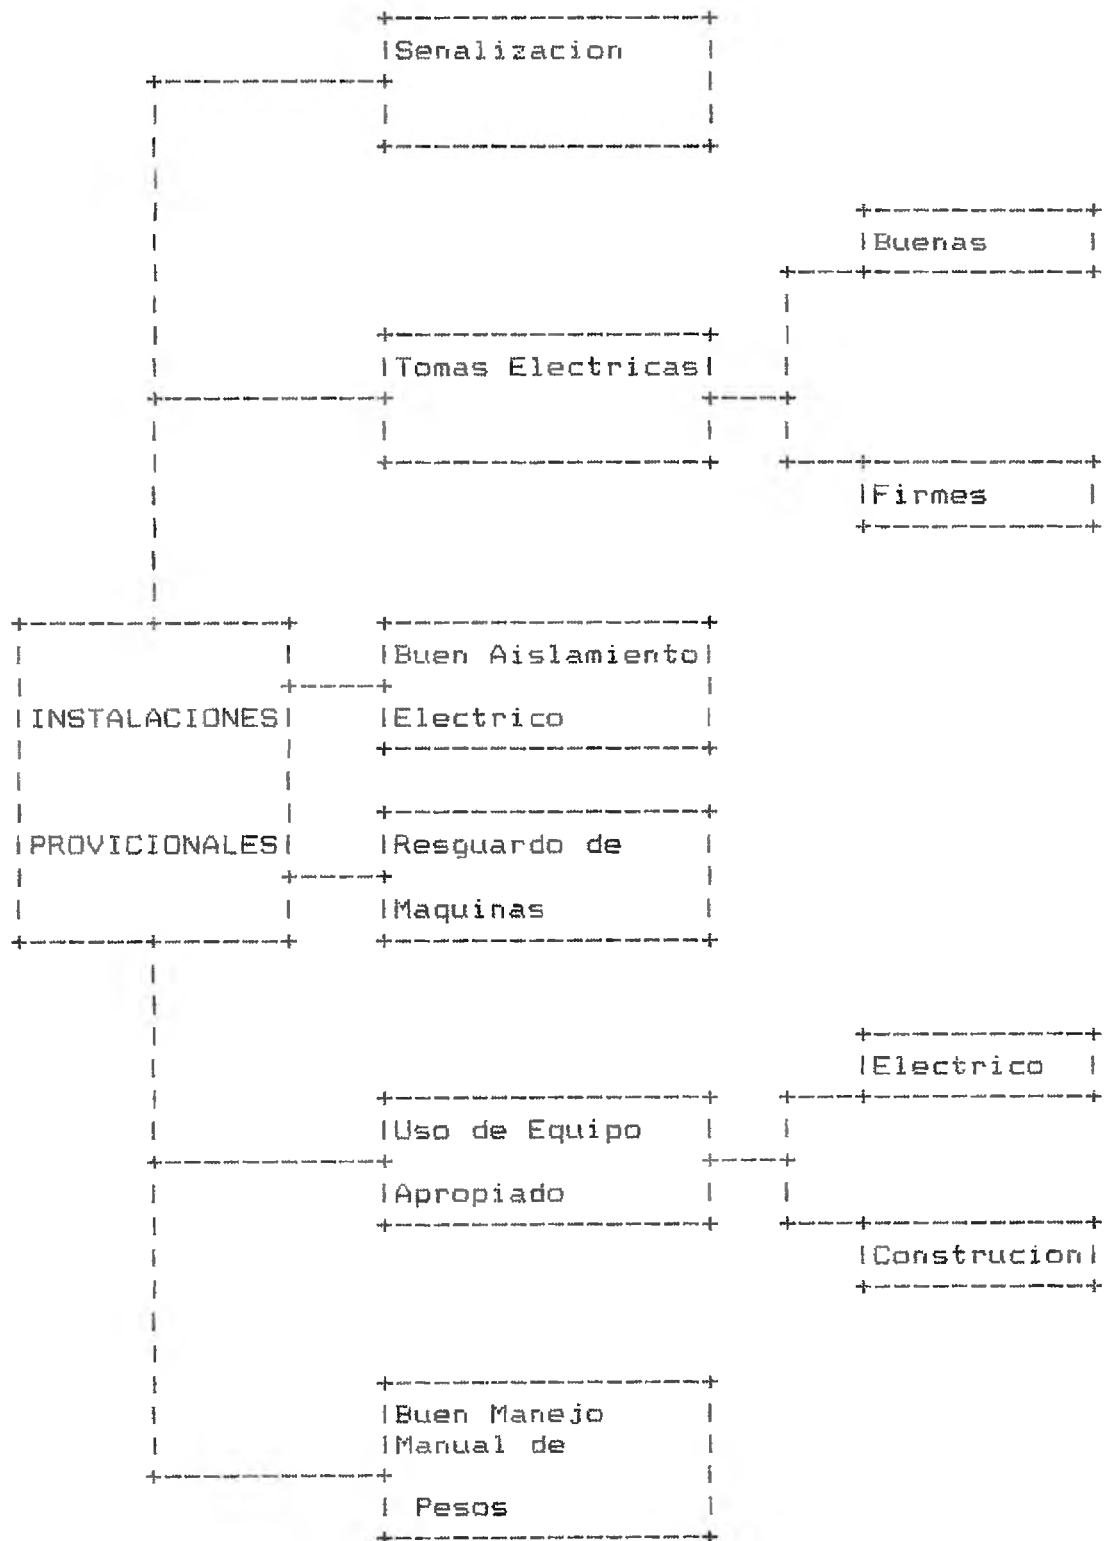 Senalizacion
Buenas
Tomas Electricas
Firmes
INSTALACIONES
PROVICIONALES
Buen Aislamiento
Electrico
Resguardo de
Maquinas
Electrico
Uso de Equipo
Apropiado
Construcion
Buen Manejo
Manual de
Pesos